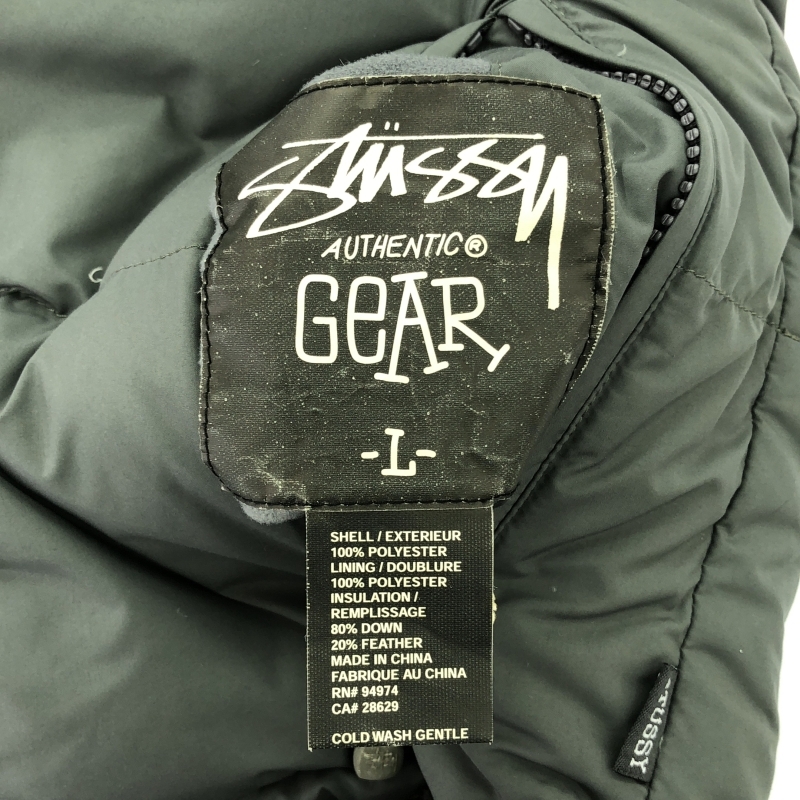 Stüssy
AUTHENTIC®
GEAR
-L-
SHELL / EXTERIEUR
100% POLYESTER
LINING / DOUBLURE
100% POLYESTER
INSULATION /
REMPLISSAGE
80% DOWN
20% FEATHER
MADE IN CHINA
FABRIQUE AU CHINA
RN# 94974
CA# 28629
COLD WASH GENTLE
STUSSY